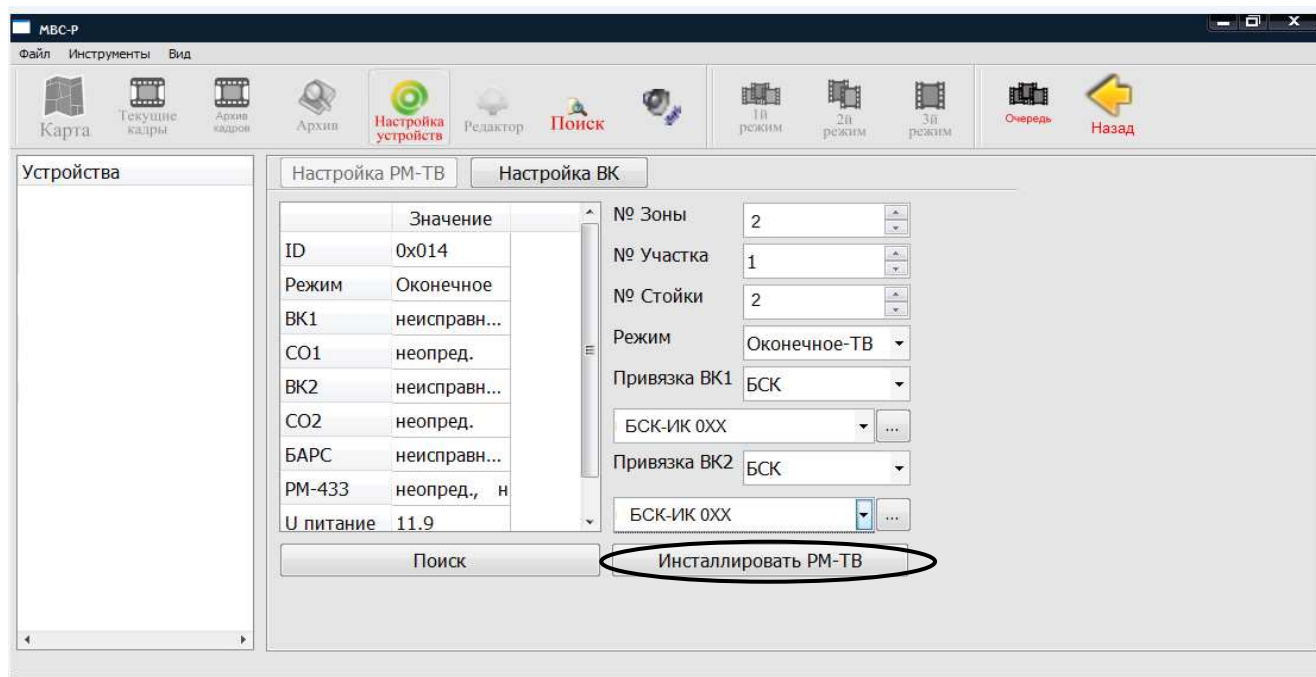 МВС-Р
Файл Инструменты Вид
Карта
Текущие кадры
Архив кадров
Архив
Настройка устройств
Редактор
Поиск
1й режим
2й режим
3й режим
Очередь
Назад
Устройства
Настройка РМ-ТВ Настройка ВК
Значение
ID 0x014
Режим Оконечное
ВК1 неисправн...
СО1 неопред.
ВК2 неисправн...
СО2 неопред.
БАРС неисправн...
РМ-433 неопред., н
U питание 11.9
Поиск
№ Зоны 2
№ Участка 1
№ Стойки 2
Режим Оконечное-ТВ
Привязка ВК1 БСК
БСК-ИК 0XX ...
Привязка ВК2 БСК
БСК-ИК 0XX ...
Инсталлировать РМ-ТВ